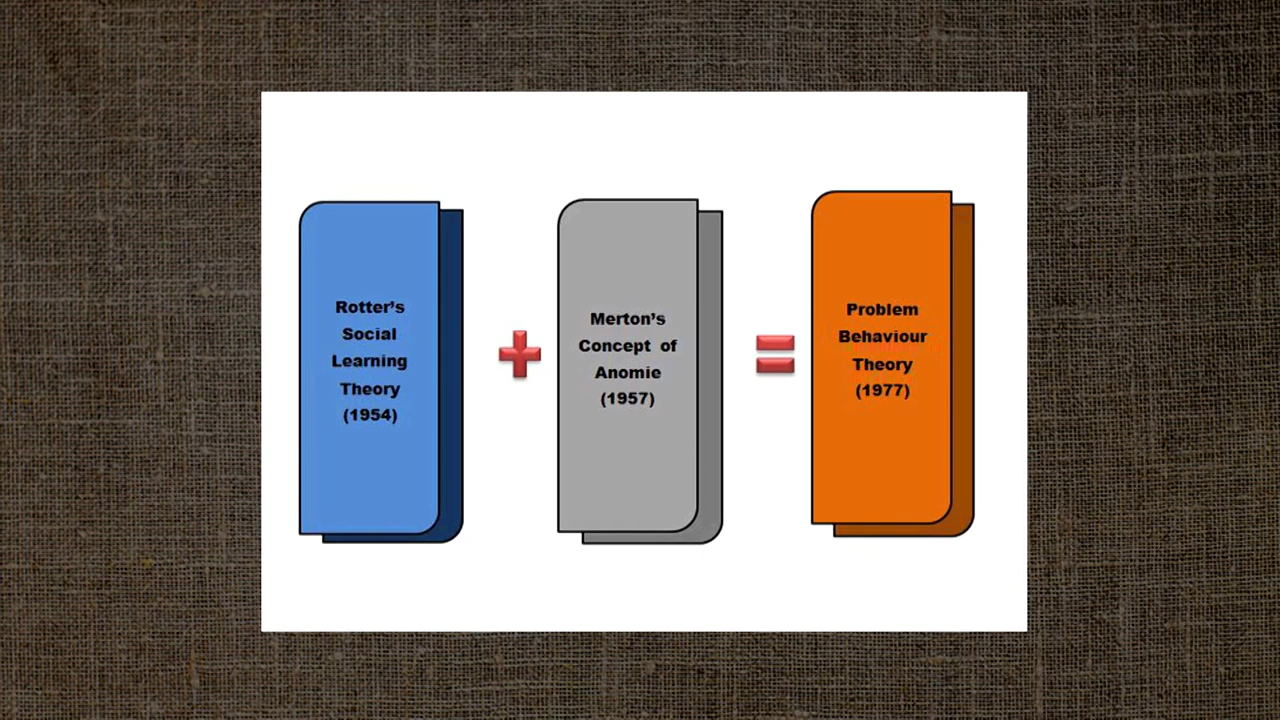 Rotter's
Social
Learning
Theory
(1954)
Merton's
Concept of
Anomie
(1957)
Problem
Behaviour
Theory
(1977)